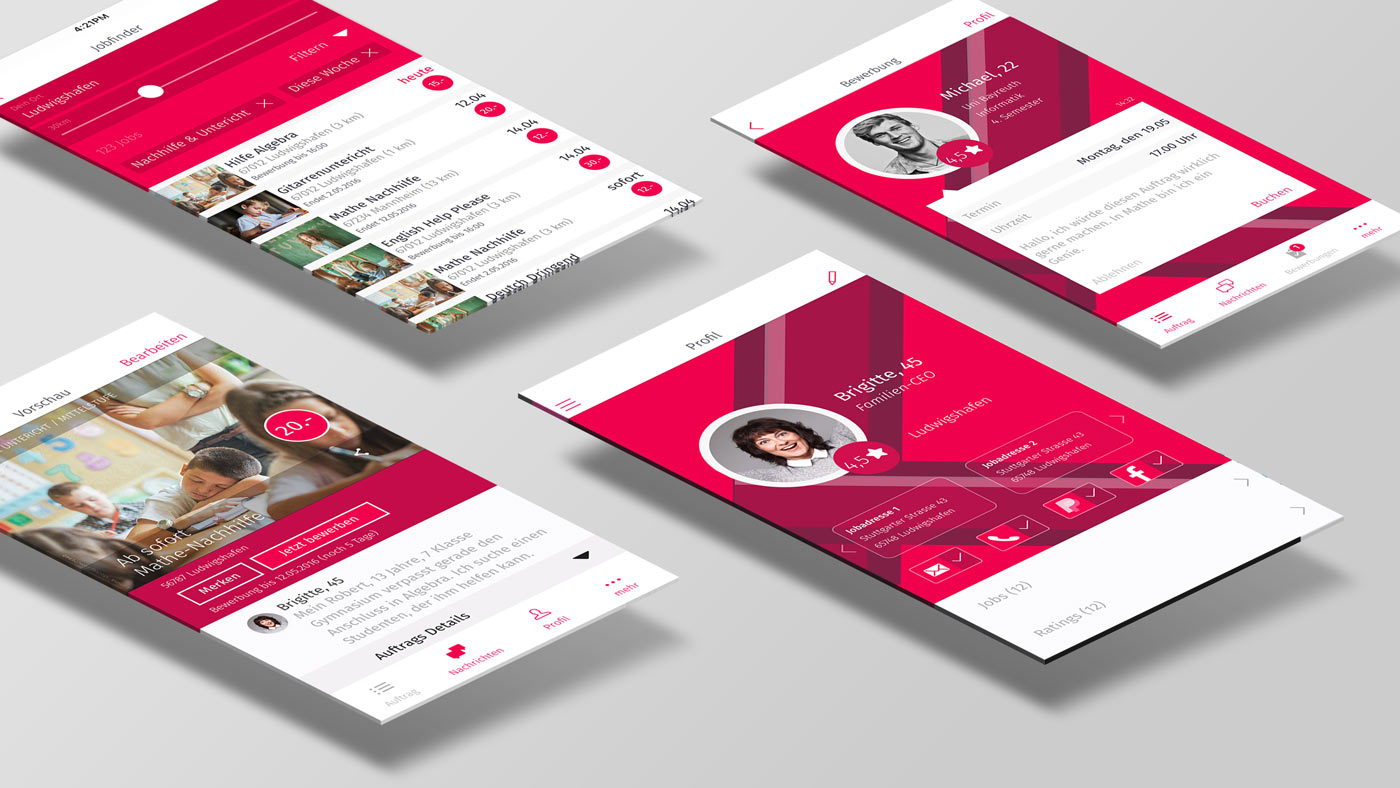 4:21PM
Jobfinder
Dein Ort
Ludwigshafen
30km
Filtern
123 Jobs
Nachhilfe & Unterricht
Diese Woche
heute
Hilfe Algebra
67012 Ludwigshafen (3 km)
Bewerbung bis 16:00
15.-
12.04
Gitarrenunterricht
67012 Ludwigshafen (1 km)
Endet 2.05.2016
20.-
14.04
Mathe Nachhilfe
67234 Mannheim (13 km)
Endet 12.05.2016
12.-
14.04
English Help Please
67012 Ludwigshafen (3 km)
Bewerbung bis 16:00
30.-
sofort
Mathe Nachhilfe
67012 Ludwigshafen (3 km)
Endet 2.05.2016
12.-
14.04
Deutch Dringend
Profil
Bewerbung
Michael, 22
Uni Bayreuth
Informatik
4. Semester
4,5
14:22
Termin
Montag, den 19.05
Uhrzeit
17.00 Uhr
Hallo, ich würde diesen Auftrag wirklich
gerne machen. In Mathe bin ich ein
Genie.
Ablehnen
Buchen
Auftrag
Nachrichten
1
Bewerbungen
mehr
Vorschau
Bearbeiten
UNTERRICHT / MITTELSTUFE
20.-
Ab sofort
Mathe-Nachhilfe
56787 Ludwigshafen
Merken
Jetzt bewerben
Bewerbung bis 12.05.2016 (noch 5 Tage)
Brigitte, 45
Mein Robert, 13 Jahre, 7 Klasse
Gymnasium verpasst gerade den
Anschluss in Algebra. Ich suche einen
Studenten, der ihm helfen kann.
Auftrags Details
Auftrag
Nachrichten
Profil
mehr
Profil
Brigitte, 45
Familien-CEO
Ludwigshafen
4,5
Jobadresse 1
Stuttgarter Strasse 43
65748 Ludwigshafen
Jobadresse 2
Stuttgarter Strasse 43
65748 Ludwigshafen
Jobs (12)
Ratings (12)